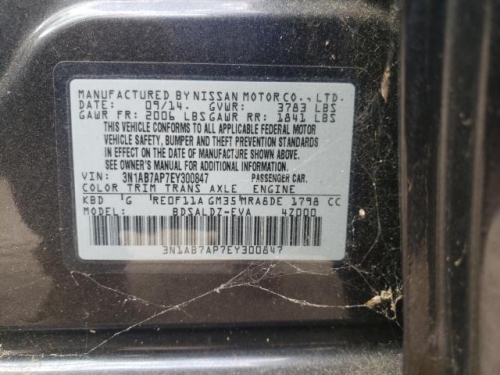 MANUFACTURED BY NISSAN MOTOR CO., LTD.
DATE: 09/14. GVWR: 3783 LBS
GAWR FR: 2006 LBS GAWR RR: 1841 LBS
THIS VEHICLE CONFORMS TO ALL APPLICABLE FEDERAL MOTOR
VEHICLE SAFETY, BUMPER AND THEFT PREVENTION STANDARDS
IN EFFECT ON THE DATE OF MANUFACTURE SHOWN ABOVE.
SEE OWNER'S MANUAL FOR ADDITIONAL INFORMATION.
VIN: 3N1AB7AP7EY300847 PASSENGER CAR.
COLOR TRIM TRANS AXLE ENGINE
KBD G RE0F11A GM35 MRA8DE 1798 CC
MODEL: BDSALDZ-EVA 4Z000
3N1AB7AP7EY300847